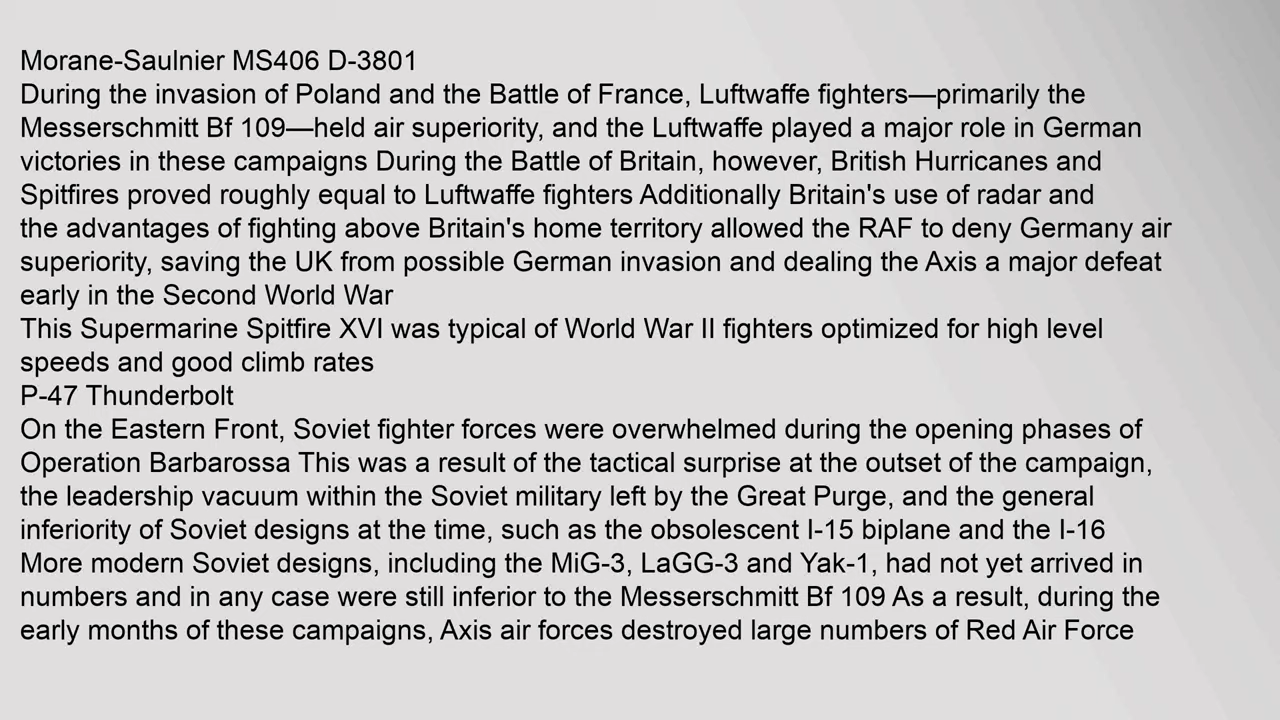 Morane-Saulnier MS406 D-3801
During the invasion of Poland and the Battle of France, Luftwaffe fighters—primarily the
Messerschmitt Bf 109—held air superiority, and the Luftwaffe played a major role in German
victories in these campaigns During the Battle of Britain, however, British Hurricanes and
Spitfires proved roughly equal to Luftwaffe fighters Additionally Britain's use of radar and
the advantages of fighting above Britain's home territory allowed the RAF to deny Germany air
superiority, saving the UK from possible German invasion and dealing the Axis a major defeat
early in the Second World War
This Supermarine Spitfire XVI was typical of World War II fighters optimized for high level
speeds and good climb rates
P-47 Thunderbolt
On the Eastern Front, Soviet fighter forces were overwhelmed during the opening phases of
Operation Barbarossa This was a result of the tactical surprise at the outset of the campaign,
the leadership vacuum within the Soviet military left by the Great Purge, and the general
inferiority of Soviet designs at the time, such as the obsolescent I-15 biplane and the I-16
More modern Soviet designs, including the MiG-3, LaGG-3 and Yak-1, had not yet arrived in
numbers and in any case were still inferior to the Messerschmitt Bf 109 As a result, during the
early months of these campaigns, Axis air forces destroyed large numbers of Red Air Force